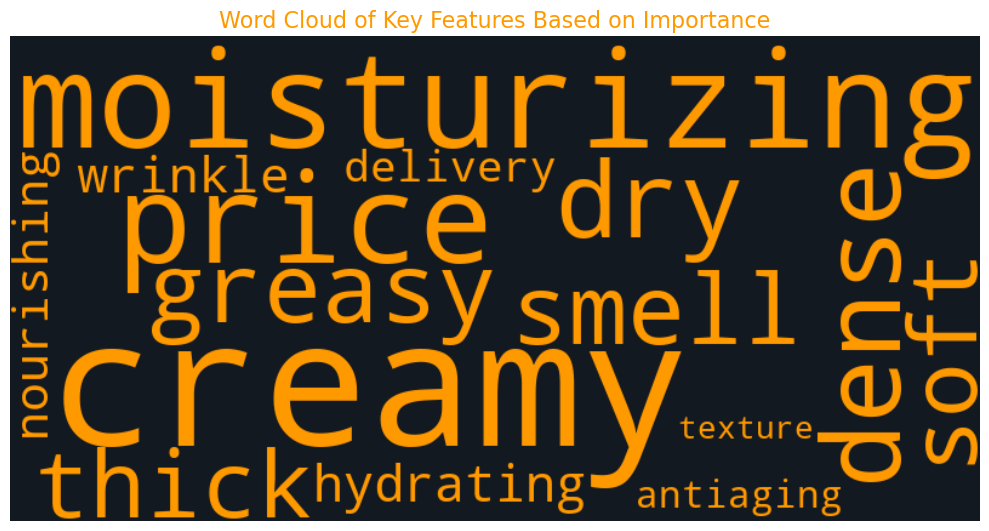 Word Cloud of Key Features Based on Importance
moisturizing
nourishing
wrinkle
delivery
price
dry
dense
soft
greasy
smell
creamy
texture
thick
hydrating
antiaging